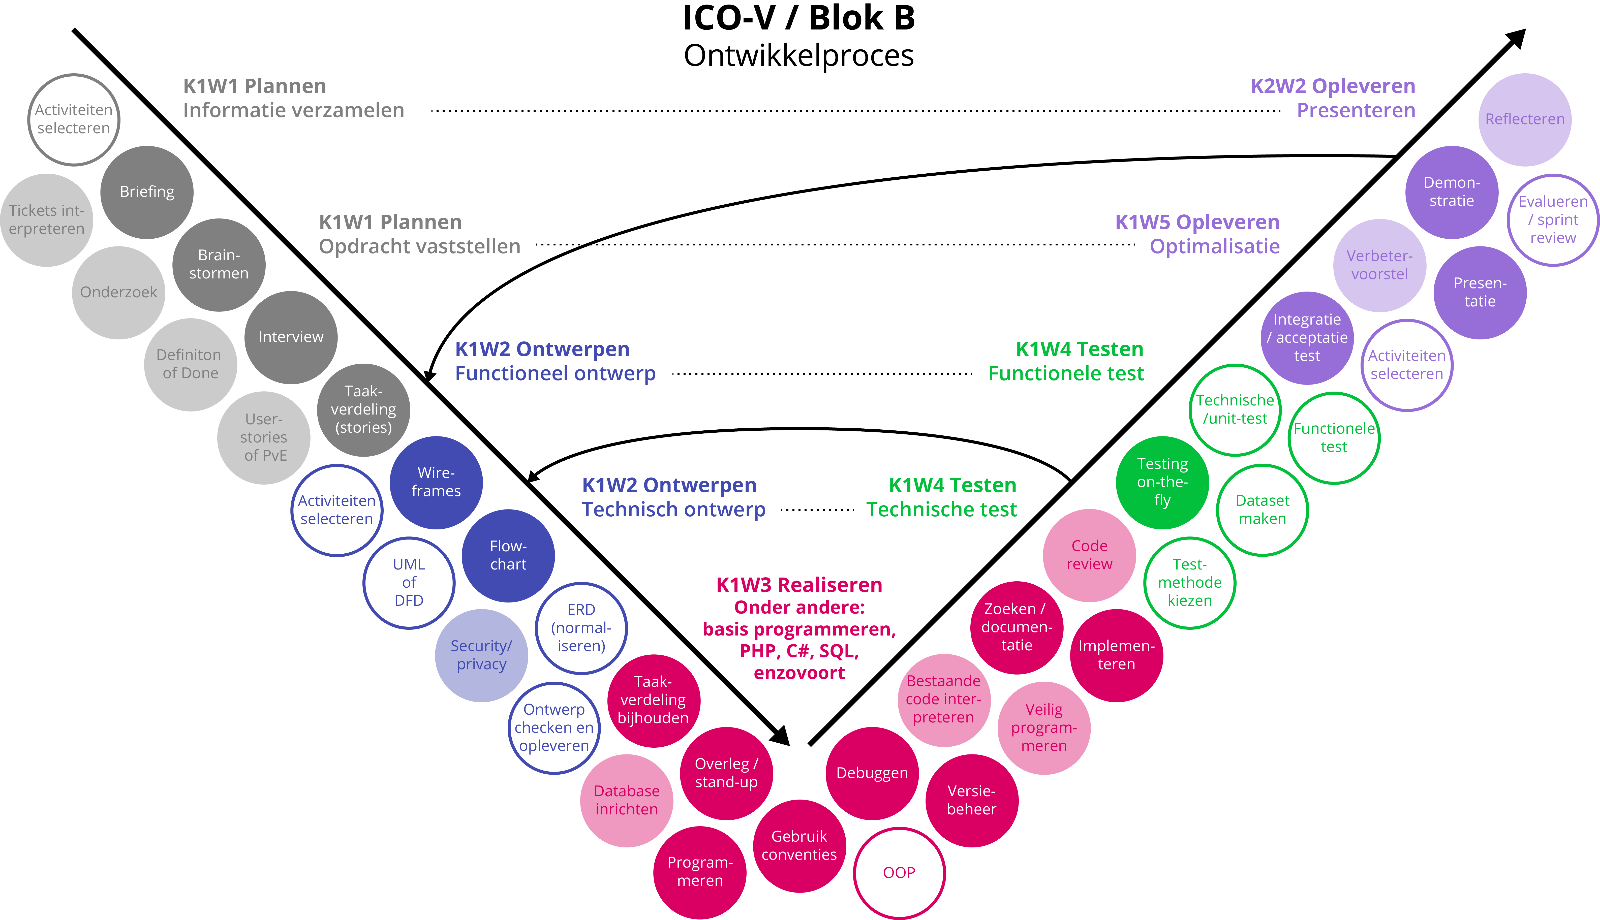 ICO-V / Blok B
Ontwikkelproces
K1W1 Plannen
Informatie verzamelen
K2W2 Opleveren
Presenteren
K1W1 Plannen
Opdracht vaststellen
K1W5 Opleveren
Optimalisatie
K1W2 Ontwerpen
Functioneel ontwerp
K1W4 Testen
Functionele test
K1W2 Ontwerpen
Technisch ontwerp
K1W4 Testen
Technische test
K1W3 Realiseren
Onder andere:
basis programmeren,
PHP, C#, SQL,
enzovoort
Activiteiten
selecteren
Briefing
Tickets int-
erpreteren
Brain-
stormen
Onderzoek
Interview
Definiton
of Done
Taak-
verdeling
(stories)
User-
stories
of PvE
Wire-
frames
Activiteiten
selecteren
Flow-
chart
UML
of
DFD
ERD
(normal-
iseren)
Security/
privacy
Taak-
verdeling
bijhouden
Ontwerp
checken en
opleveren
Overleg /
stand-up
Database
inrichten
Gebruik
conventies
Program-
meren
OOP
Debuggen
Versie-
beheer
Bestaande
code inter-
preteren
Veilig
program-
meren
Zoeken /
documen-
tatie
Implemen-
teren
Code
review
Test-
methode
kiezen
Testing
on-the-
fly
Dataset
maken
Technische
/unit-test
Functionele
test
Integratie
/ acceptatie
test
Activiteiten
selecteren
Verbeter-
voorstel
Presen-
tatie
Demon-
stratie
Evalueren
/ sprint
review
Reflecteren